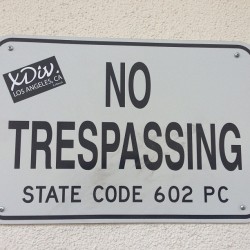 XDiv.
LOS ANGELES, CA
NO
TRESPASSING
STATE CODE 602 PC